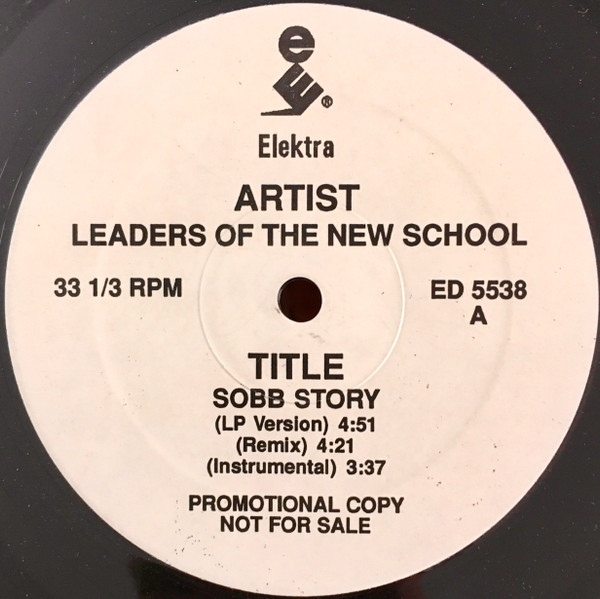 e
E®
Elektra
ARTIST
LEADERS OF THE NEW SCHOOL
33 1/3 RPM
ED 5538
A
TITLE
SOBB STORY
(LP Version) 4:51
(Remix) 4:21
(Instrumental) 3:37
PROMOTIONAL COPY
NOT FOR SALE